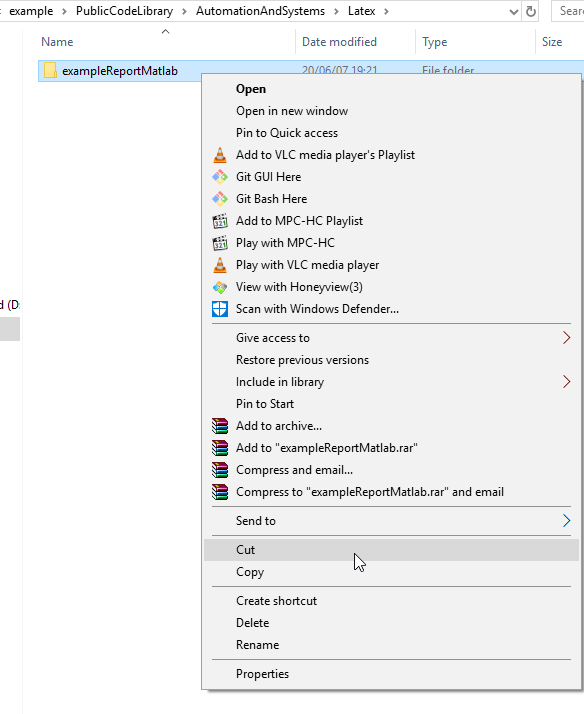 example > PublicCodeLibrary > AutomationAndSystems > Latex >
Name Date modified Type Size
exampleReportMatlab 20/06/07 19:21 File folder
Open
Open in new window
Pin to Quick access
Add to VLC media player's Playlist
Git GUI Here
Git Bash Here
Add to MPC-HC Playlist
Play with MPC-HC
Play with VLC media player
View with Honeyview(3)
Scan with Windows Defender...
Give access to
Restore previous versions
Include in library
Pin to Start
Add to archive...
Add to "exampleReportMatlab.rar"
Compress and email...
Compress to "exampleReportMatlab.rar" and email
Send to
Cut
Copy
Create shortcut
Delete
Rename
Properties